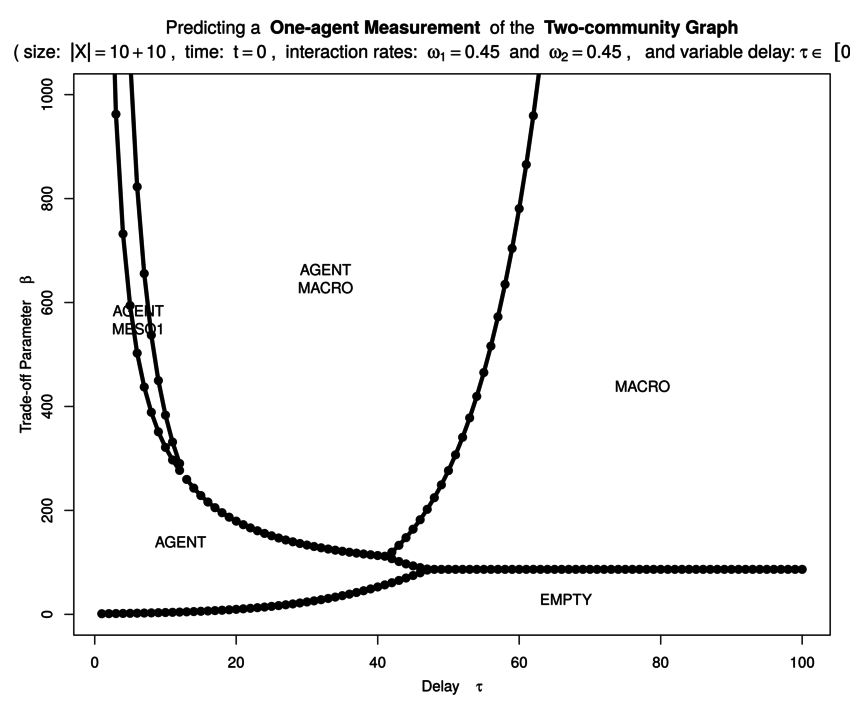 Predicting a One-agent Measurement of the Two-community Graph
( size: |X| = 10 + 10 , time: t = 0 , interaction rates: ω1 = 0.45 and ω2 = 0.45 , and variable delay: τ ∈ [0
1000
800
600
400
200
0
Trade-off Parameter β
AGENT
MACRO
AGENT
MESO1
MACRO
AGENT
EMPTY
0 20 40 60 80 100
Delay τ